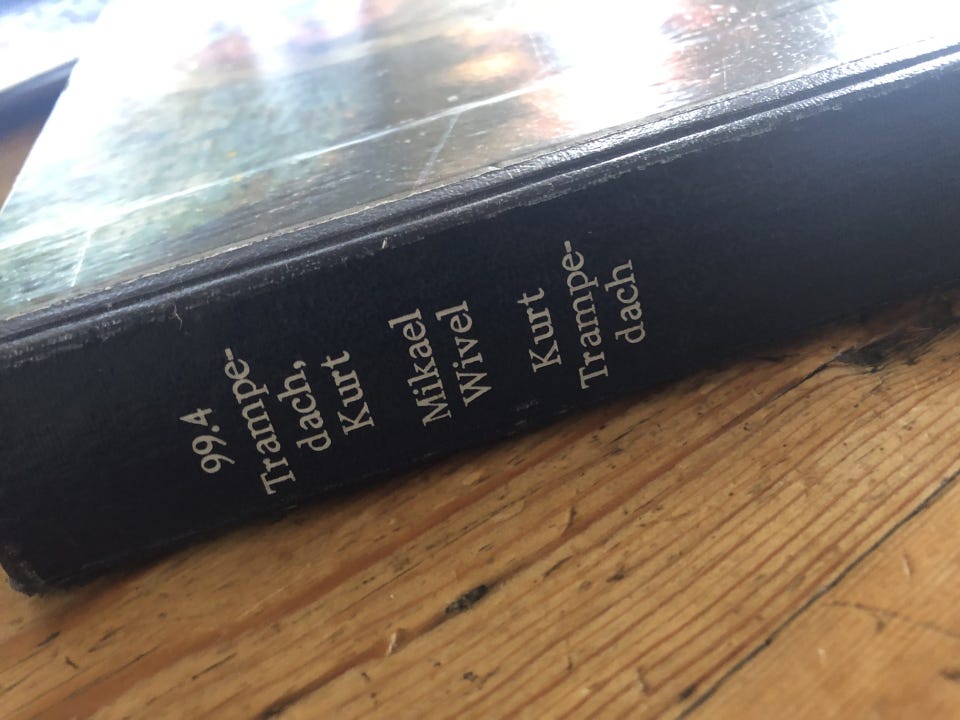 99.4
Trampe-
dach,
Kurt
Mikael
Wivel
Kurt
Trampe-
dach